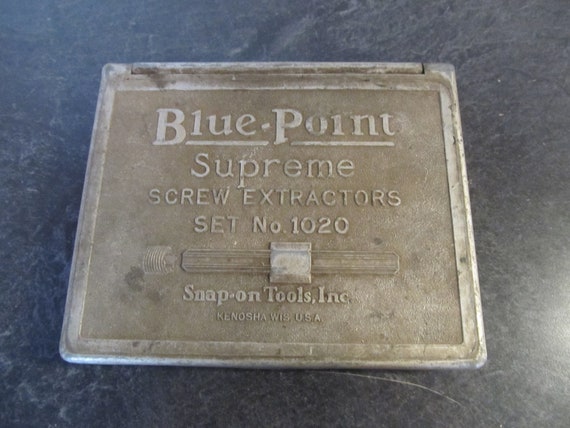 Blue-Point
Supreme
SCREW EXTRACTORS
SET No. 1020
Snap-on Tools, Inc.
KENOSHA WIS. U.S.A.